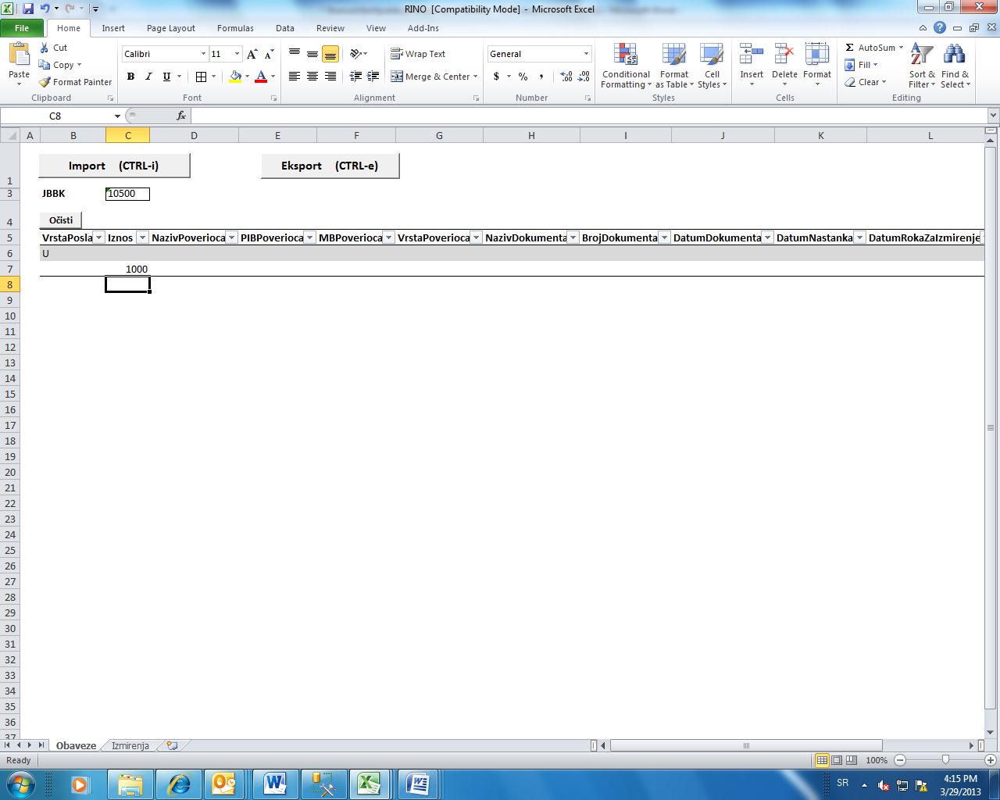 RINO  [Compatibility Mode]  -  Microsoft Excel
File Home Insert Page Layout Formulas Data Review View Add-Ins
Paste Cut Copy Format Painter Clipboard
Calibri 11 A A B I U A Font
Wrap Text Merge & Center Alignment
General $ % , .00 .0 Number
Conditional Formatting Format as Table Cell Styles Styles
Insert Delete Format Cells
Σ AutoSum Fill Clear Sort & Filter Find & Select Editing
C8 fx
A B C D E F G H I J K L
1 Import (CTRL-i) Eksport (CTRL-e)
3 JBBK 10500
4 Očisti
5 VrstaPosla Iznos NazivPoverioca PIBPoverioca MBPoverioca VrstaPoverioca NazivDokumenta BrojDokumenta DatumDokumenta DatumNastanka DatumRokaZaIzmirenje
6 U
7 1000
8
9
10
11
12
13
14
15
16
17
18
19
20
21
22
23
24
25
26
27
28
29
30
31
32
33
34
35
36
37
Obaveze Izmirenja
Ready 100%
SR 4:15 PM
3/29/2013